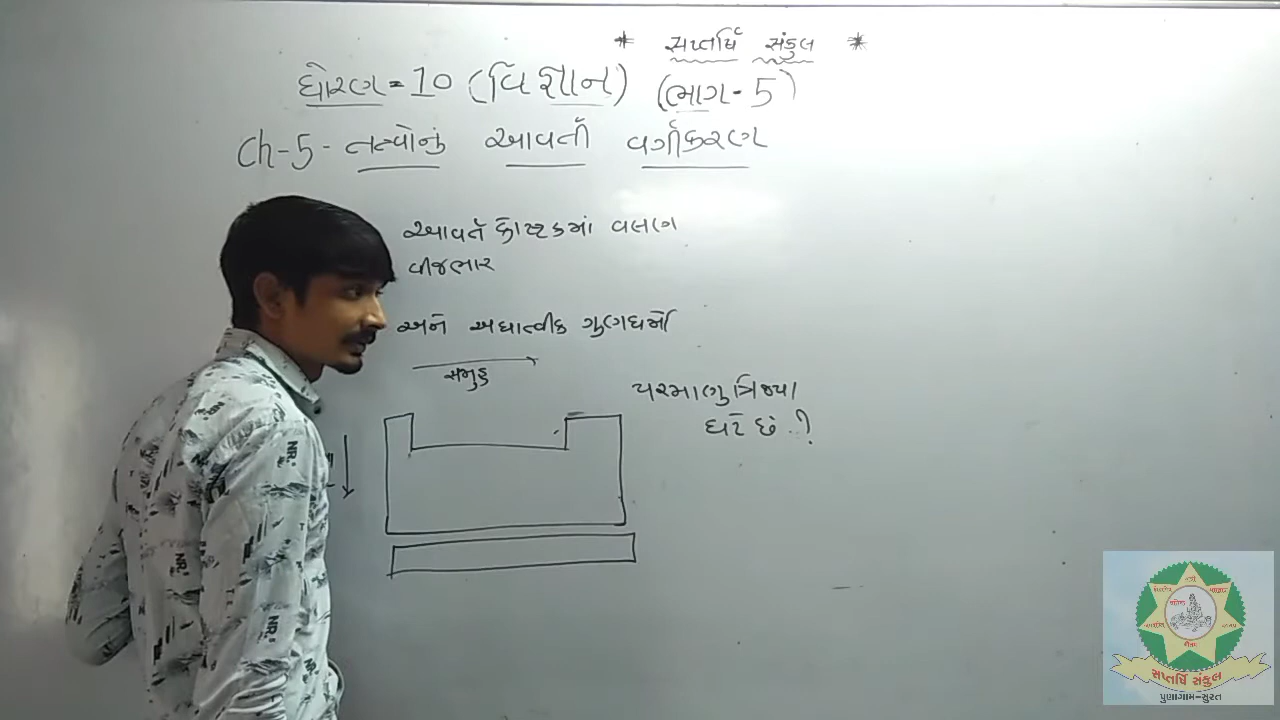 * સપ્તર્ષિ સંકુલ *
ધોરણ = 10 (વિજ્ઞાન) (ભાગ - 5)
Ch-5 - તત્વોનું આવર્તી વર્ગીકરણ
આવર્ત કોષ્ટકમાં વલણ
વીજભાર
અને અધાત્વીક ગુણધર્મો
સમુહ
પરમાણુ ત્રિજ્યા
ઘટે છે.
સપ્તર્ષિ સંકુલ
પુણાગામ-સુરત